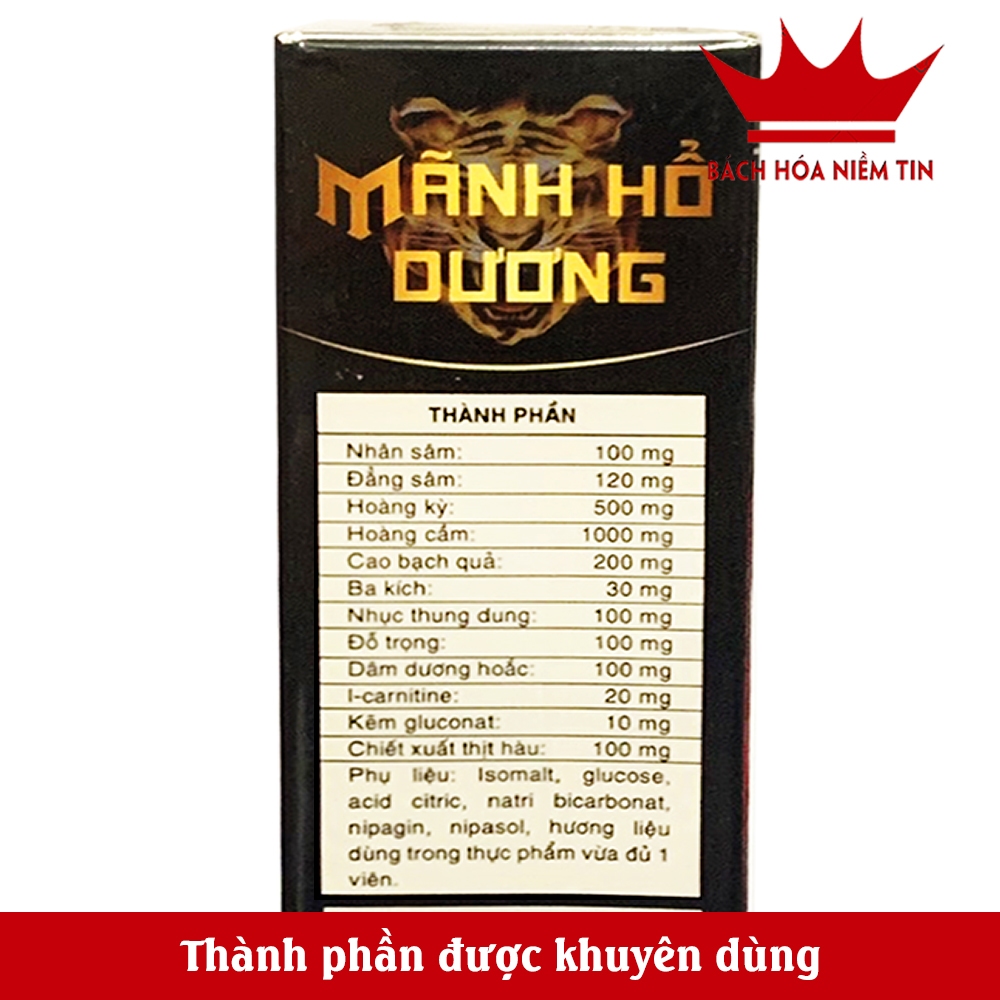 BÁCH HÓA NIỀM TIN
MÃNH HỔ
DƯƠNG
THÀNH PHẦN
Nhân sâm: 100 mg
Đẳng sâm: 120 mg
Hoàng kỳ: 500 mg
Hoàng cầm: 1000 mg
Cao bạch quả: 200 mg
Ba kích: 30 mg
Nhục thung dung: 100 mg
Đỗ trọng: 100 mg
Dâm dương hoắc: 100 mg
l-carnitine: 20 mg
Kẽm gluconat: 10 mg
Chiết xuất thịt hàu: 100 mg
Phụ liệu: Isomalt, glucose,
acid citric, natri bicarbonat,
nipagin, nipasol, hương liệu
dùng trong thực phẩm vừa đủ 1
viên.
Thành phần được khuyên dùng